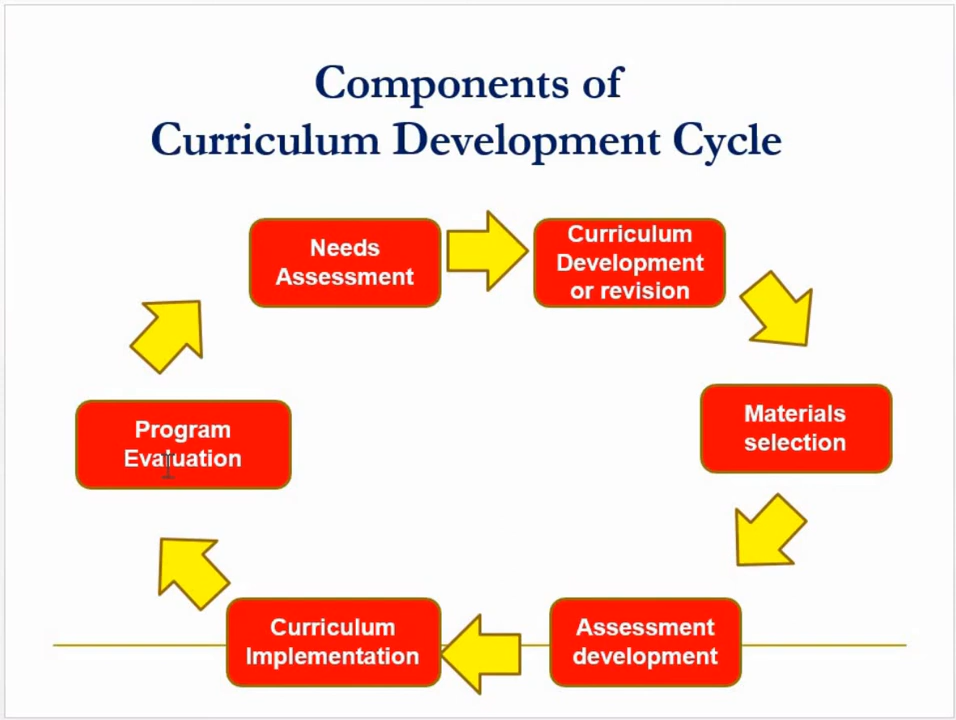 Components of
Curriculum Development Cycle
Needs
Assessment
Curriculum
Development
or revision
Materials
selection
Assessment
development
Curriculum
Implementation
Program
Evaluation